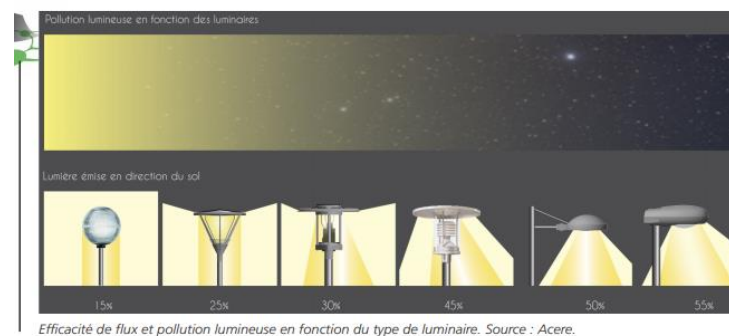 Pollution lumineuse en fonction des luminaires
Lumière émise en direction du sol
15% 25% 30% 45% 50% 55%
Efficacité de flux et pollution lumineuse en fonction du type de luminaire. Source : Acere.